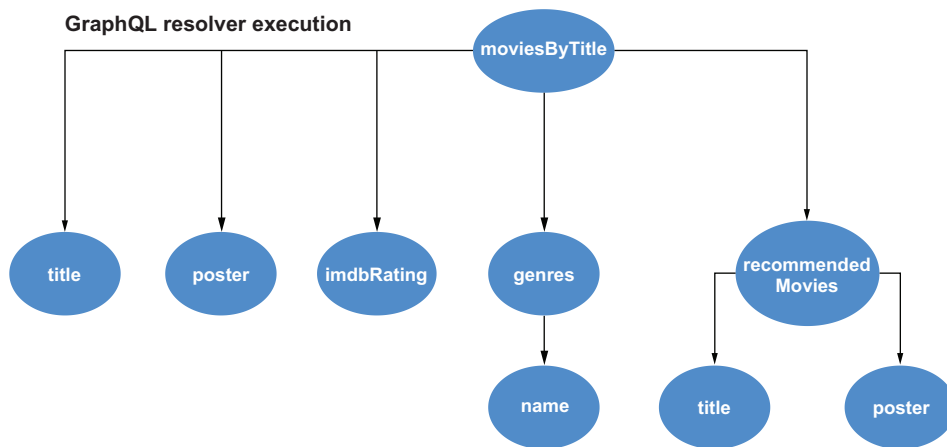 GraphQL resolver execution
moviesByTitle
title
poster
imdbRating
genres
recommended
Movies
name
title
poster